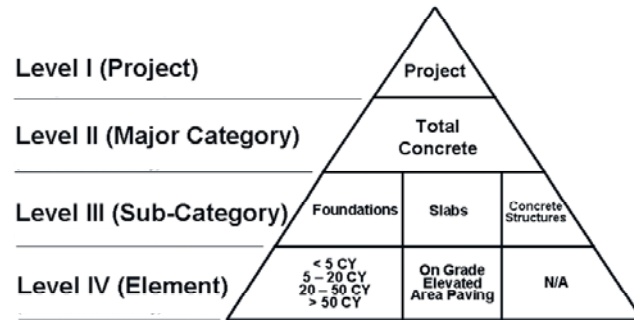 Level I (Project)
Project
Level II (Major Category)
Total
Concrete
Level III (Sub-Category)
Foundations
Slabs
Concrete
Structures
Level IV (Element)
< 5 CY
5 – 20 CY
20 – 50 CY
> 50 CY
On Grade
Elevated
Area Paving
N/A